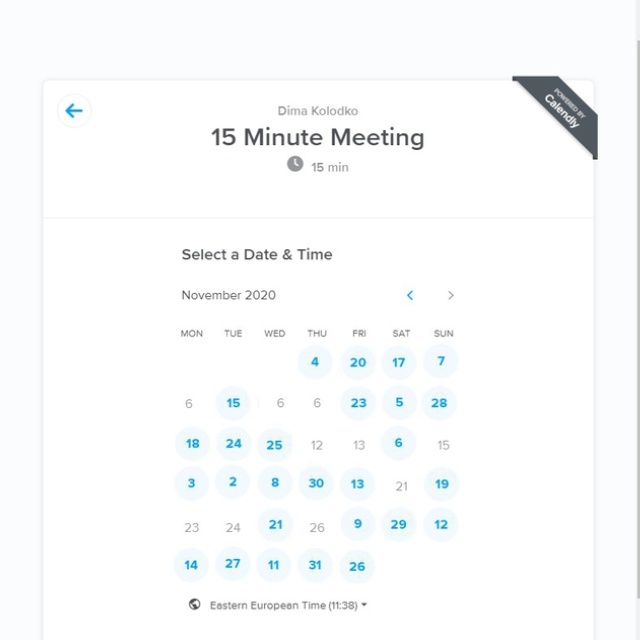 POWERED BY
Calendly
Dima Kolodko
15 Minute Meeting
15 min
Select a Date & Time
November 2020
MON TUE WED THU FRI SAT SUN
4 20 17 7
6 15 6 6 23 5 28
18 24 25 12 13 6 15
3 2 8 30 13 21 19
23 24 21 26 9 29 12
14 27 11 31 26
Eastern European Time (11:38)